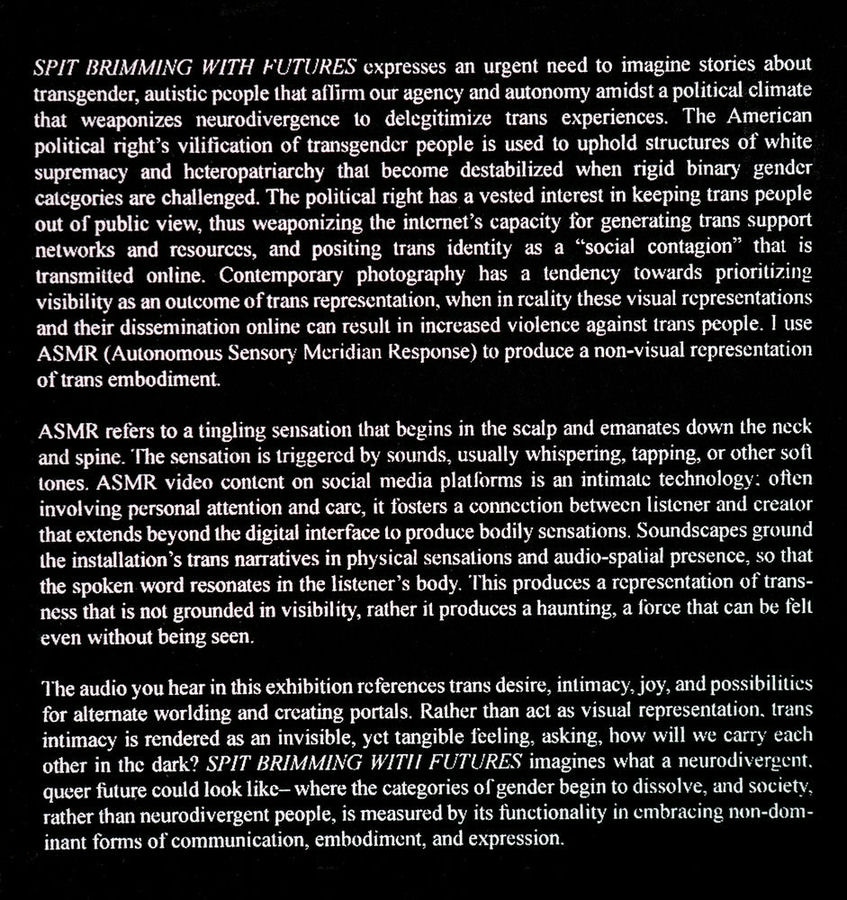 SPIT BRIMMING WITH FUTURES expresses an urgent need to imagine stories about
transgender, autistic people that affirm our agency and autonomy amidst a political climate
that weaponizes neurodivergence to delegitimize trans experiences. The American
political right's vilification of transgender people is used to uphold structures of white
supremacy and heteropatriarchy that become destabilized when rigid binary gender
categories are challenged. The political right has a vested interest in keeping trans people
out of public view, thus weaponizing the internet's capacity for generating trans support
networks and resources, and positing trans identity as a “social contagion” that is
transmitted online. Contemporary photography has a tendency towards prioritizing
visibility as an outcome of trans representation, when in reality these visual representations
and their dissemination online can result in increased violence against trans people. I use
ASMR (Autonomous Sensory Meridian Response) to produce a non-visual representation
of trans embodiment.

ASMR refers to a tingling sensation that begins in the scalp and emanates down the neck
and spine. The sensation is triggered by sounds, usually whispering, tapping, or other soft
tones. ASMR video content on social media platforms is an intimate technology: often
involving personal attention and care, it fosters a connection between listener and creator
that extends beyond the digital interface to produce bodily sensations. Soundscapes ground
the installation's trans narratives in physical sensations and audio-spatial presence, so that
the spoken word resonates in the listener's body. This produces a representation of trans-
ness that is not grounded in visibility, rather it produces a haunting, a force that can be felt
even without being seen.

The audio you hear in this exhibition references trans desire, intimacy, joy, and possibilities
for alternate worlding and creating portals. Rather than act as visual representation, trans
intimacy is rendered as an invisible, yet tangible feeling, asking, how will we carry each
other in the dark? SPIT BRIMMING WITH FUTURES imagines what a neurodivergent,
queer future could look like– where the categories of gender begin to dissolve, and society,
rather than neurodivergent people, is measured by its functionality in embracing non-dom-
inant forms of communication, embodiment, and expression.